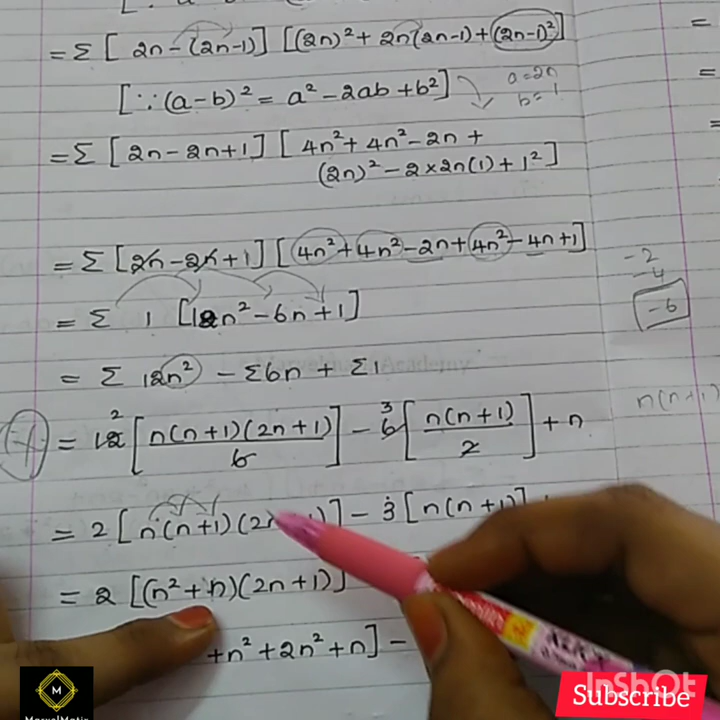 = Σ [ 2n - (2n-1)] [(2n)² + 2n(2n-1) + (2n-1)²]
[∵ (a-b)² = a² - 2ab + b²]
a = 2n
b = 1
= Σ [ 2n - 2n + 1 ] [ 4n² + 4n² - 2n +
(2n)² - 2 × 2n(1) + 1² ]
= Σ [2n - 2n + 1] [ 4n² + 4n² - 2n + 4n² - 4n + 1]
-2
-4
-6
= Σ 1 [12n² - 6n + 1]
= Σ 12n² - Σ6n + Σ1
n(n+1)
= 12 2 [ n(n+1)(2n+1) / 6 ] - 6 3 [ n(n+1) / 2 ] + n
= 2 [ n(n+1)(2n+1)] - 3 [ n(n+1)]
= 2 [(n²+n)(2n+1)]
+n² + 2n² + n] -
M
InShOt
Subscribe